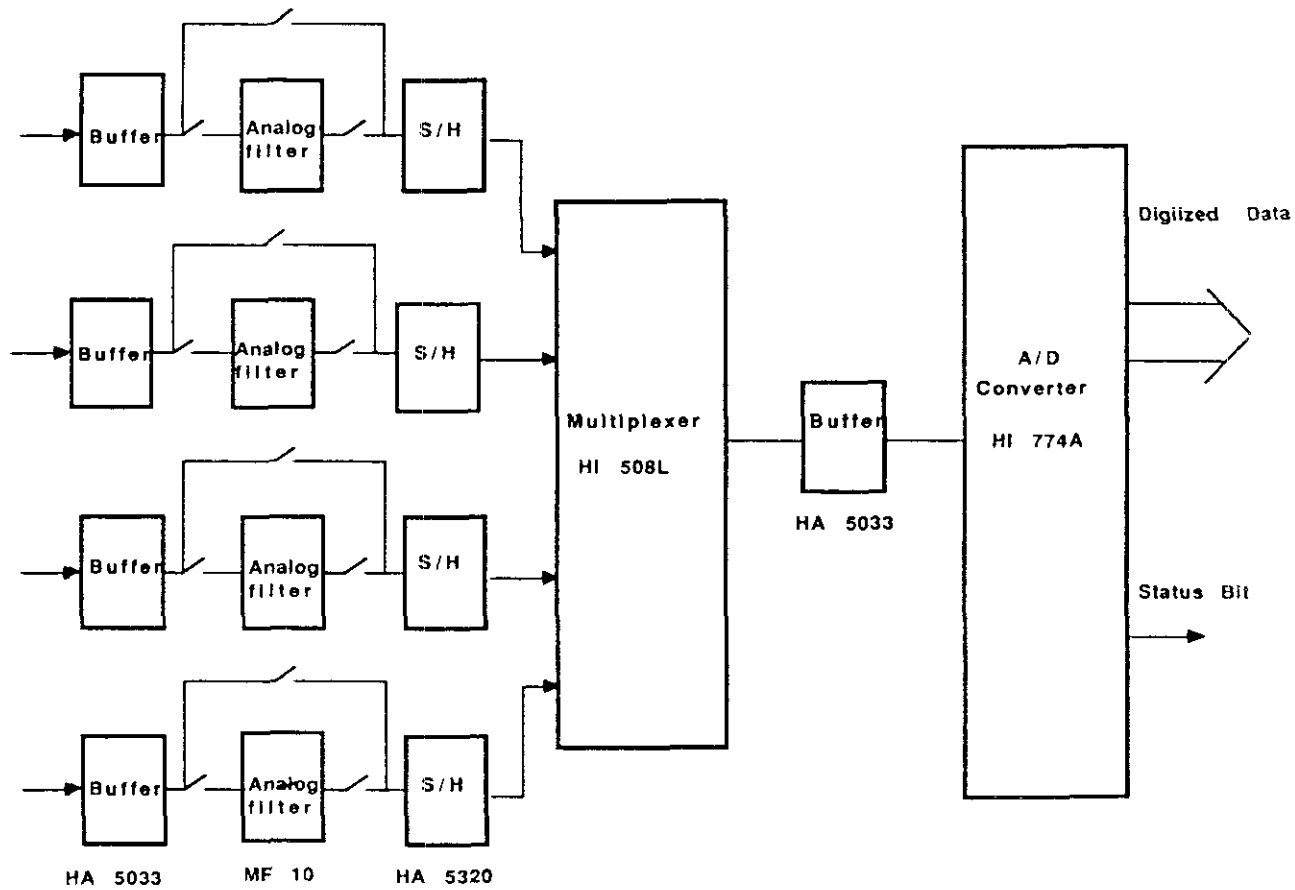 Buffer
Analog
filter
S/H
Digiized Data
Buffer
Analog
filter
S/H
A/D
Converter
HI 774A
Multiplexer
HI 508L
Buffer
HA 5033
Buffer
Analog
filter
S/H
Status Bit
Buffer
Analog
filter
S/H
HA 5033 MF 10 HA 5320